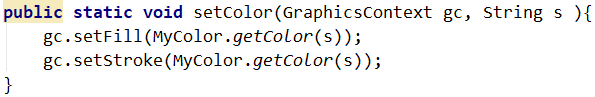 public static void setColor(GraphicsContext gc, String s ){
    gc.setFill(MyColor.getColor(s));
    gc.setStroke(MyColor.getColor(s));
}